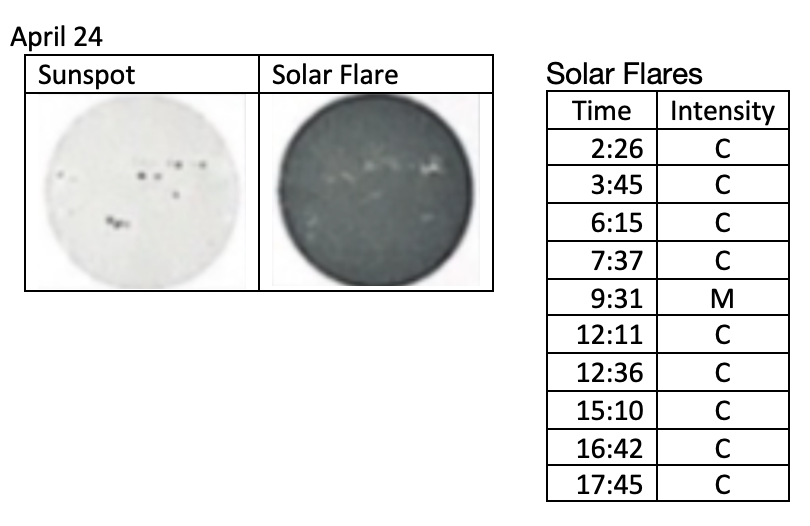 April 24
Sunspot Solar Flare
Solar Flares
Time Intensity
2:26 C
3:45 C
6:15 C
7:37 C
9:31 M
12:11 C
12:36 C
15:10 C
16:42 C
17:45 C